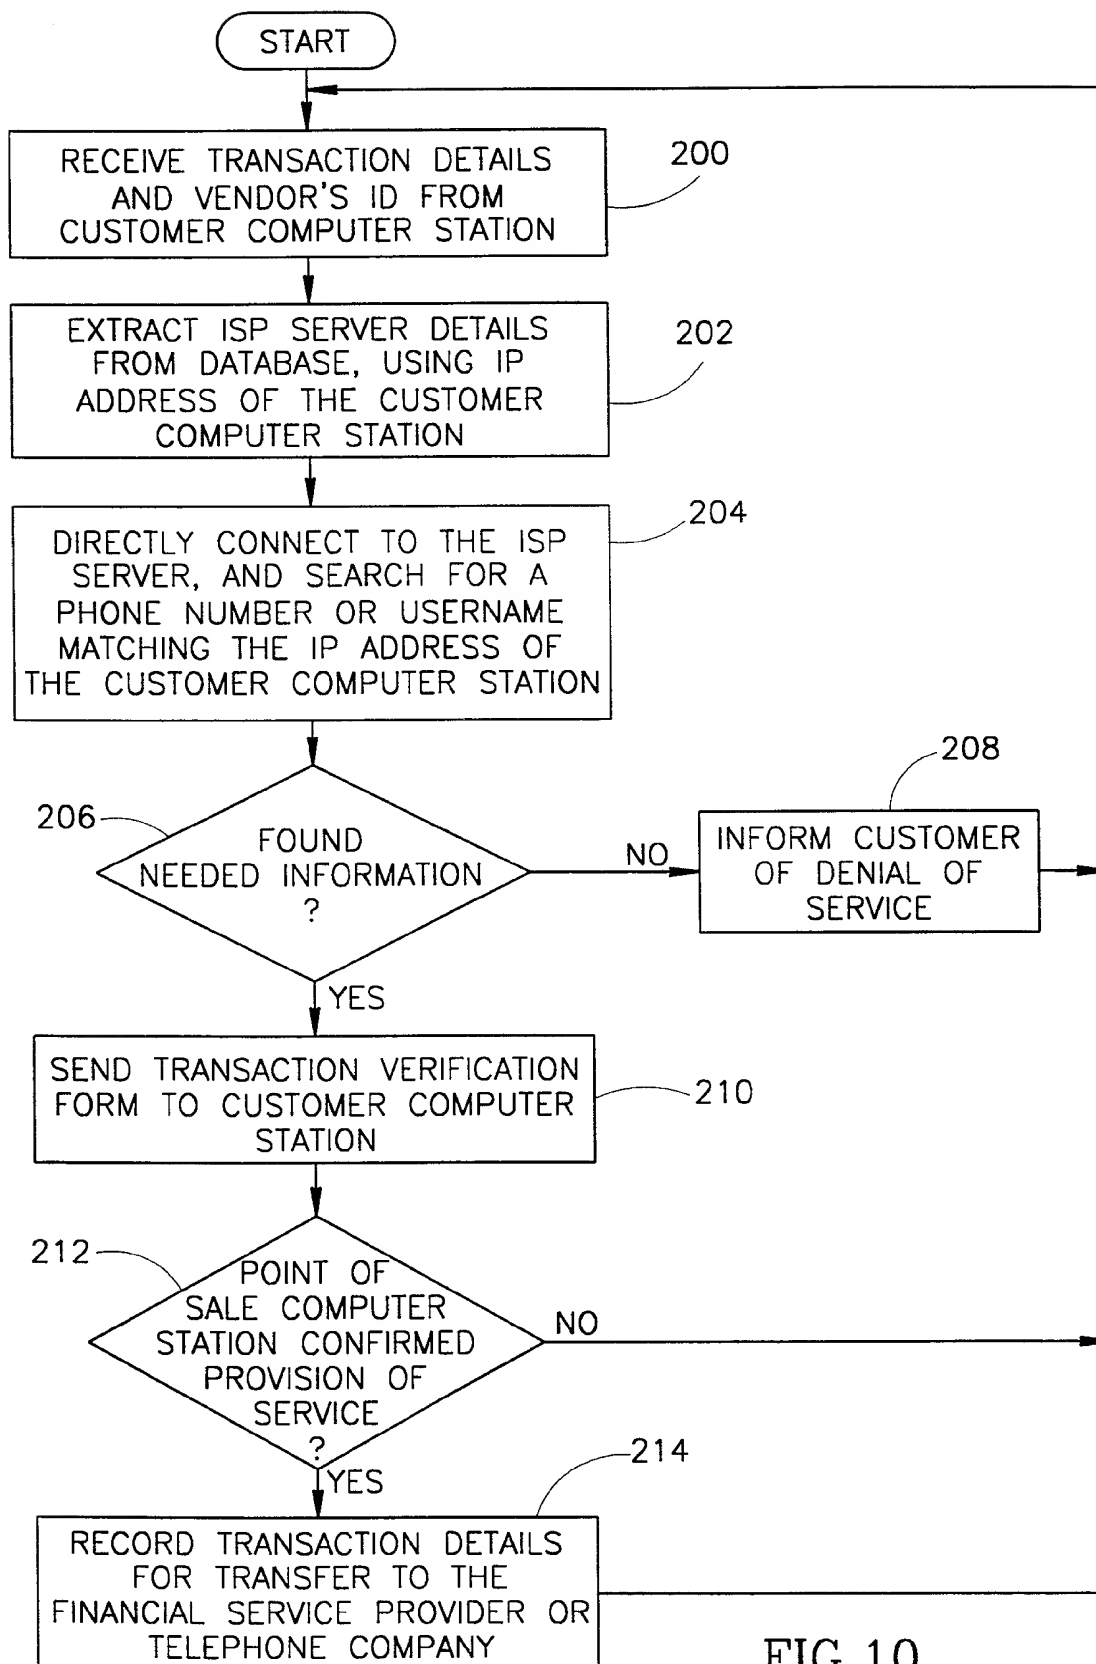 START
RECEIVE TRANSACTION DETAILS
AND VENDOR'S ID FROM
CUSTOMER COMPUTER STATION
200
EXTRACT ISP SERVER DETAILS
FROM DATABASE, USING IP
ADDRESS OF THE CUSTOMER
COMPUTER STATION
202
DIRECTLY CONNECT TO THE ISP
SERVER, AND SEARCH FOR A
PHONE NUMBER OR USERNAME
MATCHING THE IP ADDRESS OF
THE CUSTOMER COMPUTER STATION
204
206
FOUND
NEEDED INFORMATION
?
NO
208
INFORM CUSTOMER
OF DENIAL OF
SERVICE
YES
SEND TRANSACTION VERIFICATION
FORM TO CUSTOMER COMPUTER
STATION
210
212
POINT OF
SALE COMPUTER
STATION CONFIRMED
PROVISION OF
SERVICE
?
NO
YES
214
RECORD TRANSACTION DETAILS
FOR TRANSFER TO THE
FINANCIAL SERVICE PROVIDER OR
TELEPHONE COMPANY
FIG.10